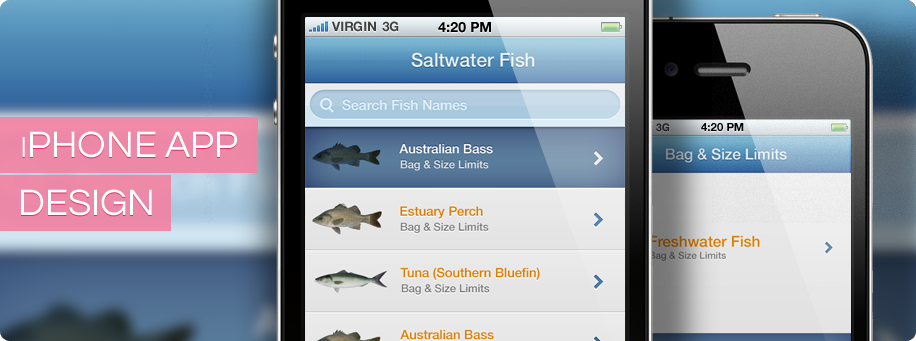 iPHONE APP
DESIGN
VIRGIN 3G 4:20 PM
Saltwater Fish
Search Fish Names
Australian Bass
Bag & Size Limits
Estuary Perch
Bag & Size Limits
Tuna (Southern Bluefin)
Bag & Size Limits
Australian Bass
3G 4:20 PM
Bag & Size Limits
Freshwater Fish
Bag & Size Limits